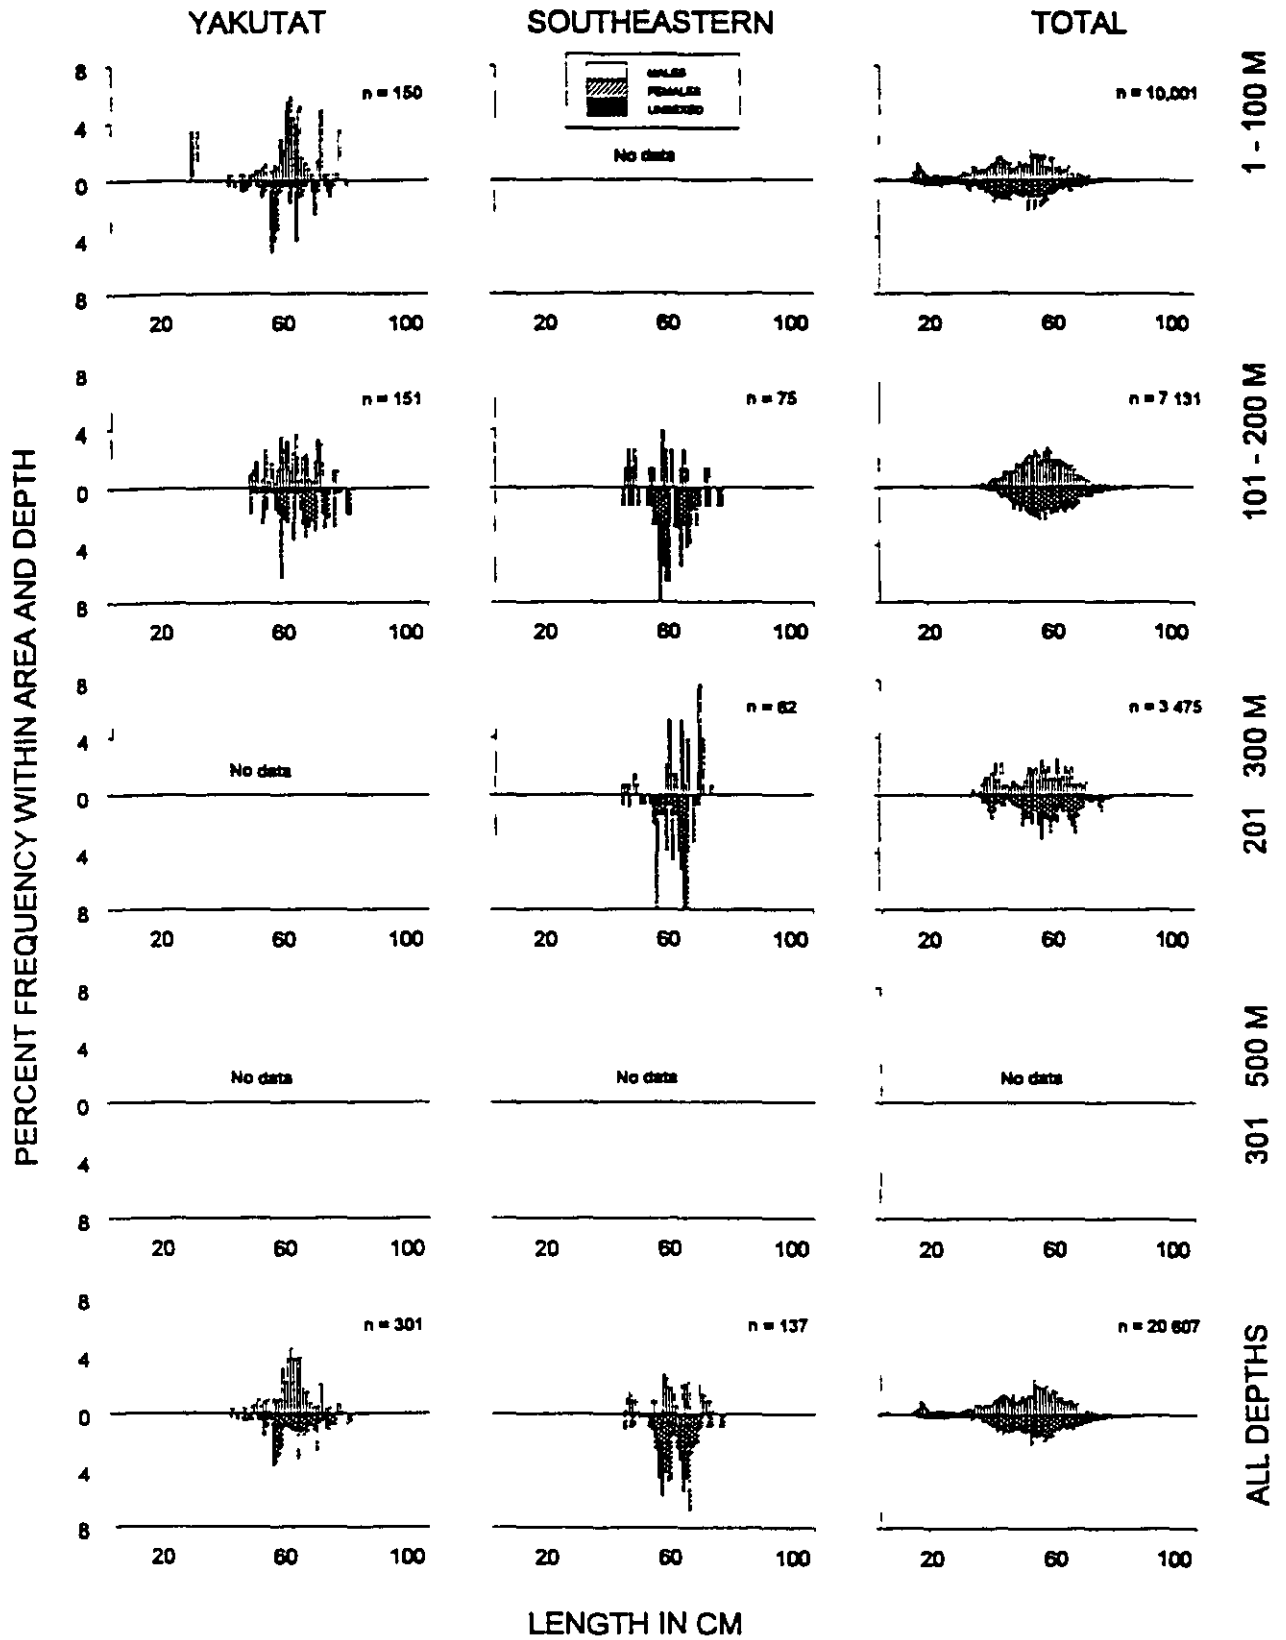 YAKUTAT SOUTHEASTERN TOTAL
MALES
FEMALES
UNSEXED
8
4
0
4
8
n = 150
No data
n = 10,001
1 - 100 M
20 60 100 20 60 100 20 60 100
8
4
0
4
8
n = 151
n = 75
n = 7 131
101 - 200 M
20 60 100 20 60 100 20 60 100
8
4
0
4
8
No data
n = 62
n = 3 475
201 300 M
20 60 100 20 60 100 20 60 100
8
4
0
4
8
No data
No data
No data
301 500 M
20 60 100 20 60 100 20 60 100
8
4
0
4
8
n = 301
n = 137
n = 20 607
ALL DEPTHS
20 60 100 20 60 100 20 60 100
PERCENT FREQUENCY WITHIN AREA AND DEPTH
LENGTH IN CM